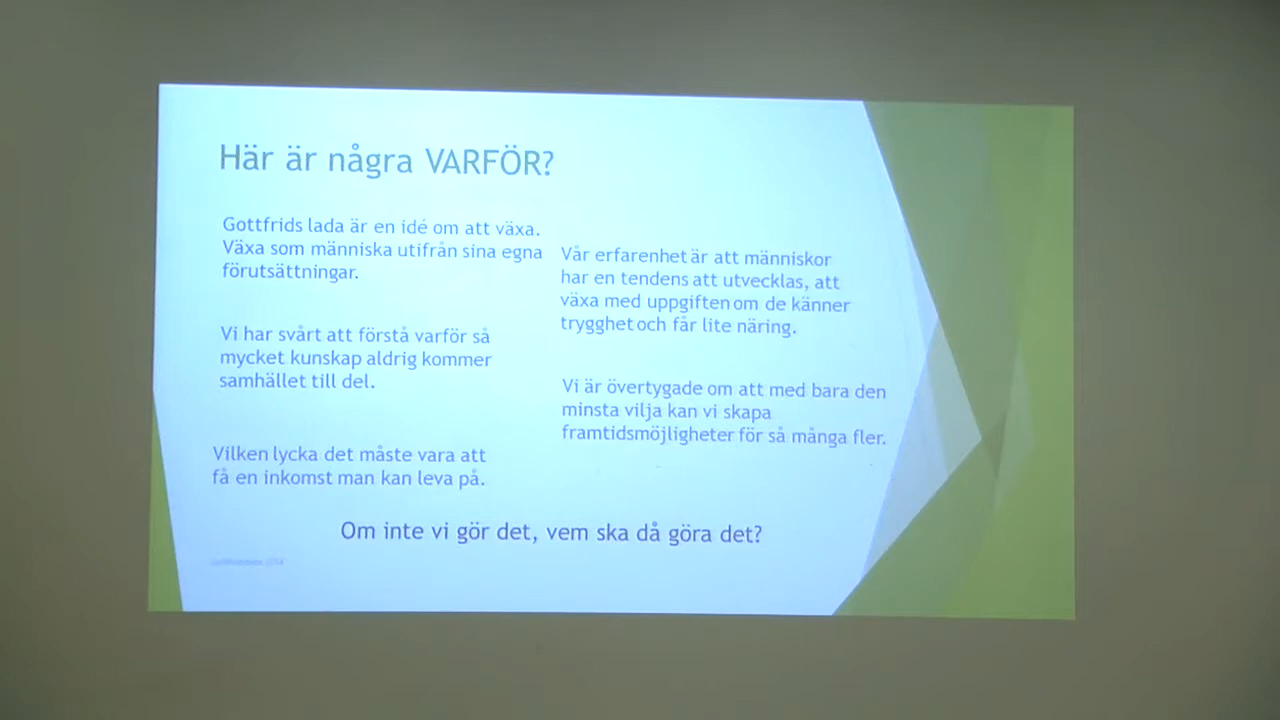 Här är några VARFÖR?
Gottfrids lada är en idé om att växa.
Växa som människa utifrån sina egna
förutsättningar.
Vi har svårt att förstå varför så
mycket kunskap aldrig kommer
samhället till del.
Vilken lycka det måste vara att
få en inkomst man kan leva på.
Vår erfarenhet är att människor
har en tendens att utvecklas, att
växa med uppgiften om de känner
trygghet och får lite näring.
Vi är övertygade om att med bara den
minsta vilja kan vi skapa
framtidsmöjligheter för så många fler.
Om inte vi gör det, vem ska då göra det?